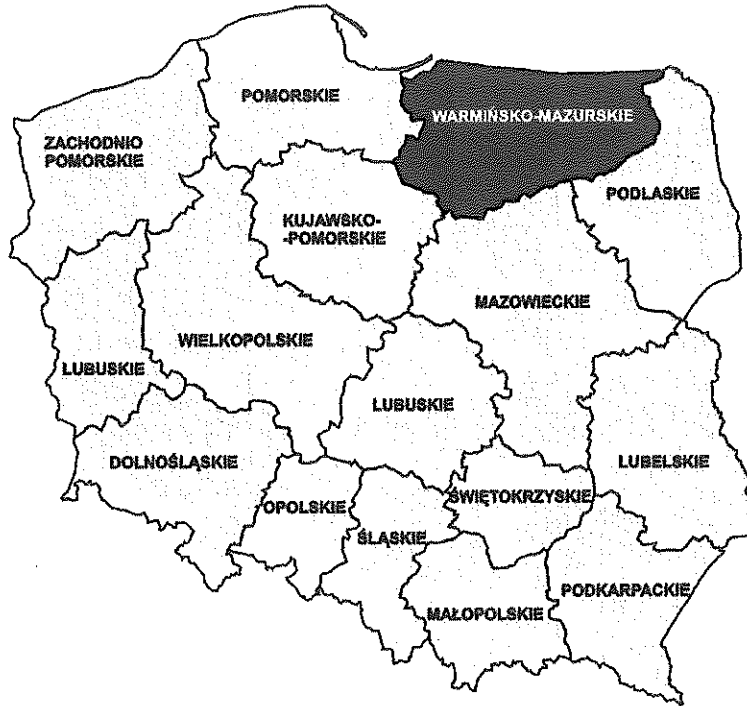 POMORSKIE
WARMIŃSKO-MAZURSKIE
ZACHODNIO
POMORSKIE
PODLASKIE
KUJAWSKO-
-POMORSKIE
MAZOWIECKIE
WIELKOPOLSKIE
LUBUSKIE
LUBUSKIE
DOLNOŚLĄSKIE
LUBELSKIE
OPOLSKIE
ŚWIĘTOKRZYSKIE
ŚLĄSKIE
PODKARPACKIE
MAŁOPOLSKIE